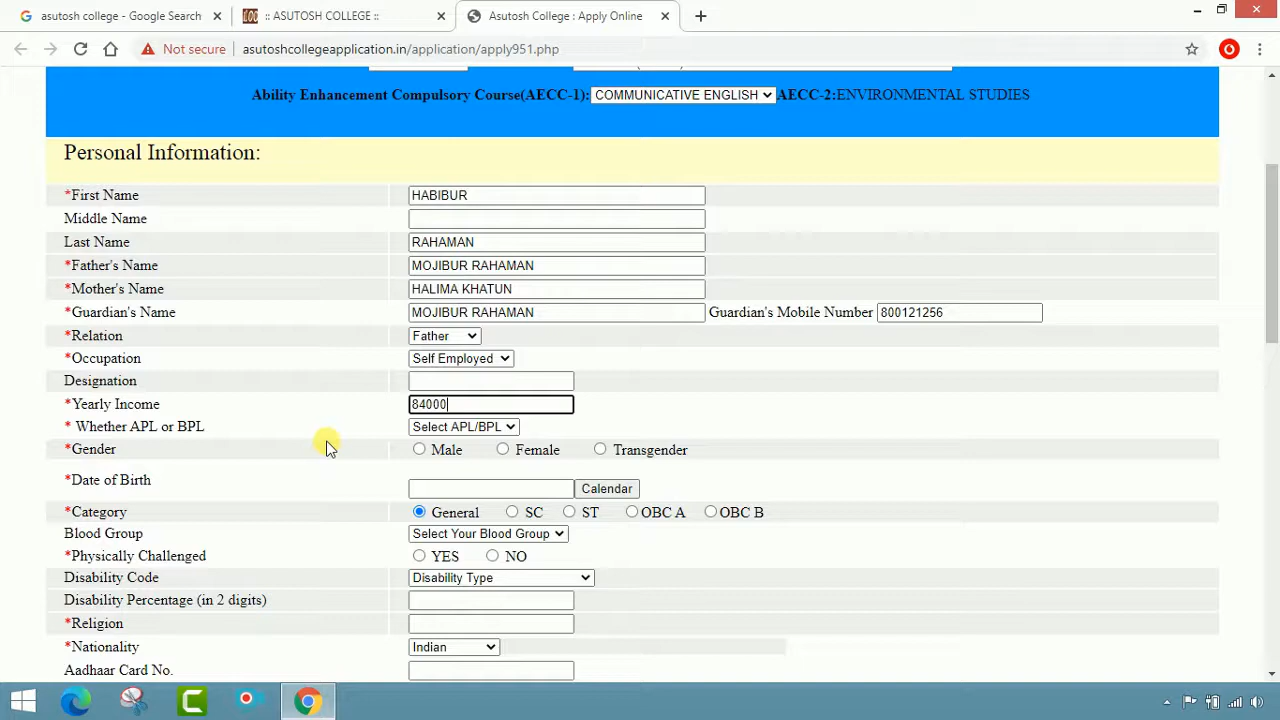 asutosh college - Google Search
:: ASUTOSH COLLEGE ::
Asutosh College : Apply Online
Not secure
asutoshcollegeapplication.in/application/apply951.php
Ability Enhancement Compulsory Course(AECC-1): COMMUNICATIVE ENGLISH AECC-2:ENVIRONMENTAL STUDIES
Personal Information:
*First Name HABIBUR
Middle Name
Last Name RAHAMAN
*Father's Name MOJIBUR RAHAMAN
*Mother's Name HALIMA KHATUN
*Guardian's Name MOJIBUR RAHAMAN Guardian's Mobile Number 800121256
*Relation Father
*Occupation Self Employed
Designation
*Yearly Income 84000
* Whether APL or BPL Select APL/BPL
*Gender Male Female Transgender
*Date of Birth Calendar
*Category General SC ST OBC A OBC B
Blood Group Select Your Blood Group
*Physically Challenged YES NO
Disability Code Disability Type
Disability Percentage (in 2 digits)
*Religion
*Nationality Indian
Aadhaar Card No.